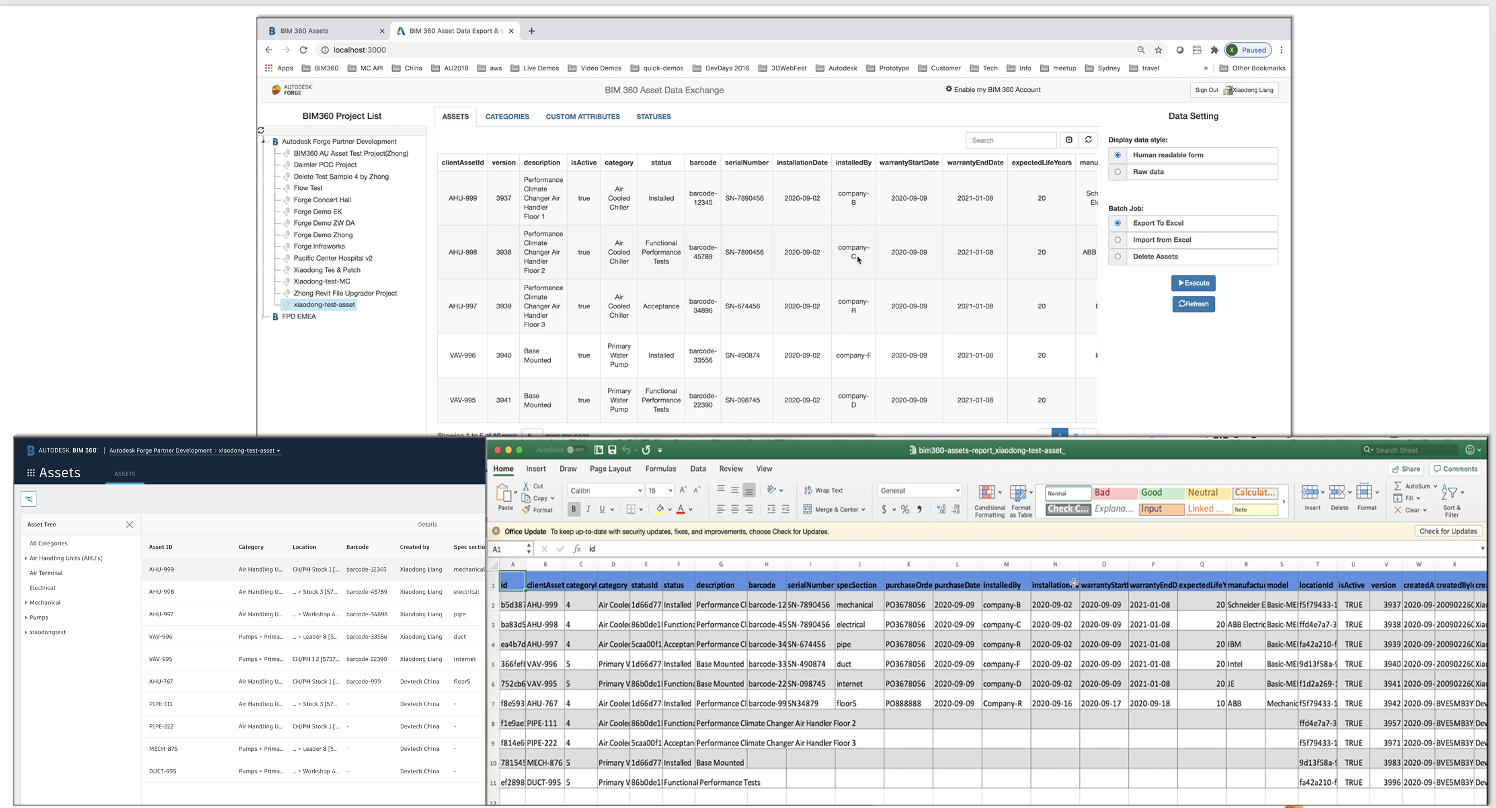 BIM 360 Assets
BIM 360 Asset Data Export & I
localhost:3000
Paused
Apps BIM360 MC API China AU2018 aws Live Demos Video Demos quick-demos DevDays 2016 3DWebFest Autodesk Prototype Customer Tech Info meetup Sydney travel » Other Bookmarks
AUTODESK FORGE
BIM 360 Asset Data Exchange
Enable my BIM 360 Account
Sign Out Xiaodong Liang
BIM360 Project List
Autodesk Forge Partner Development
BIM360 AU Asset Test Project(Zhong)
Daimler POC Project
Delete Test Sample 4 by Zhong
Flow Test
Forge Concert Hall
Forge Demo EK
Forge Demo ZW DA
Forge Demo Zhong
Forge Infraworks
Pacific Center Hospital v2
Xiaodong Tes & Patch
Xiaodong-test-MC
Zhong Revit File Upgrader Project
xiaodong-test-asset
FPD EMEA
ASSETS CATEGORIES CUSTOM ATTRIBUTES STATUSES
Search
clientAssetId version description isActive category status barcode serialNumber installationDate installedBy warrantyStartDate warrantyEndDate expectedLifeYears manu
AHU-999 3937 Performance Climate Changer Air Handler Floor 1 true Air Cooled Chiller Installed barcode-12345 SN-7890456 2020-09-02 company-B 2020-09-09 2021-01-08 20
AHU-998 3938 Performance Climate Changer Air Handler Floor 2 true Air Cooled Chiller Functional Performance Tests barcode-45789 SN-7890456 2020-09-02 company-C 2020-09-09 2021-01-08 20 ABB
AHU-997 3939 Performance Climate Changer Air Handler Floor 3 true Air Cooled Chiller Acceptance barcode-34896 SN-674456 2020-09-02 company-R 2020-09-09 2021-01-08 20
VAV-996 3940 Base Mounted true Primary Water Pump Installed barcode-33556 SN-490874 2020-09-02 company-F 2020-09-09 2021-01-08 20
VAV-995 3941 Base Mounted true Primary Water Pump Functional Performance Tests barcode-22390 SN-098745 2020-09-02 company-D 2020-09-09 2021-01-08 20
Data Setting
Display data style:
Human readable form
Raw data
Batch Job:
Export To Excel
Import from Excel
Delete Assets
Execute
Refresh
AUTODESK BIM 360 Autodesk Forge Partner Development › xiaodong-test-asset
Assets ASSETS
Asset Tree
All Categories
Air Handling Units (AHU's)
Air Terminal
Electrical
Mechanical
Pumps
xiaodongtest
Details
Asset ID Category Location Barcode Created by Spec sectio
AHU-999 Air Handling U... CH/PH Stock 1 [... barcode-12345 Xiaodong Liang mechanical
AHU-998 Air Handling U... ... > Stock 3 [57... barcode-45789 Xiaodong Liang electrical
AHU-997 Air Handling U... ... > Workshop 4... barcode-34896 Xiaodong Liang pipe
VAV-996 Pumps > Prima... ... > Leader 8 [5... barcode-33556 Xiaodong Liang duct
VAV-995 Pumps > Prima... CH/PH 1 2 [5737... barcode-22390 Xiaodong Liang internet
AHU-767 Air Handling U... CH/PH Stock 1 [... barcode-999 Devtech China floor5
PIPE-111 Air Handling U... ... > Stock 3 [57... - Devtech China -
PIPE-222 Air Handling U... CH/PH Stock 1 [... - Devtech China -
MECH-876 Pumps > Prima... ... > Leader 8 [5... - Devtech China -
DUCT-995 Pumps > Prima... ... > Workshop 4... - Devtech China -
AutoSave OFF
bim360-assets-report_xiaodong-test-asset_
Search Sheet
Home Insert Draw Page Layout Formulas Data Review View Share Comments
Paste Cut Copy Format
Calibri 15
B I U
Wrap Text
Merge & Center
General
Conditional Formatting
Format as Table
Normal Bad Good Neutral Calculat...
Check C... Explana... Input Linked ... Note
Insert Delete Format
AutoSum Fill Clear
Sort & Filter
Office Update To keep up-to-date with security updates, fixes, and improvements, choose Check for Updates.
Check for Updates
A1 fx id
A B C D E F G H I J K L M N O P Q R S T U V W X
1 id clientAsset categoryI category statusId status description barcode serialNumber specSection purchaseOrde purchaseDate installedBy installation warrantyStart warrantyEndD expectedLifeY manufactu model locationId isActive version createdA createdBy crea
2 b5d387 AHU-999 4 Air Coole 1d66d77 Installed Performance Cl barcode-12 SN-7890456 mechanical PO3678056 2020-09-09 company-B 2020-09-02 2020-09-09 2021-01-08 20 Schneider E Basic-ME f5f79433-1 TRUE 3937 2020-09- 20090226
3 ba83d5 AHU-998 4 Air Coole 86b0de1 Functiona Performance Cl barcode-45 SN-7890456 electrical PO3678056 2020-09-09 company-C 2020-09-02 2020-09-09 2021-01-08 20 ABB Electric Basic-ME ffd4e7a7-3 TRUE 3938 2020-09- 20090226
4 ea4b7d AHU-997 4 Air Coole 5caa00f1 Acceptan Performance Cl barcode-34 SN-674456 pipe PO3678056 2020-09-09 company-R 2020-09-02 2020-09-09 2021-01-08 20 IBM Basic-ME fa42a210-f TRUE 3939 2020-09- 20090226
5 366fef8 VAV-996 5 Primary W 1d66d77 Installed Base Mounted barcode-33 SN-490874 duct PO3678056 2020-09-09 company-F 2020-09-02 2020-09-09 2021-01-08 20 Intel Basic-ME 9d13f58a-9 TRUE 3940 2020-09- 20090226
6 752cb6 VAV-995 5 Primary W 86b0de1 Functiona Base Mounted barcode-22 SN-098745 internet PO3678056 2020-09-09 company-D 2020-09-02 2020-09-09 2021-01-08 20 JE Basic-ME f1d2a269-1 TRUE 3941 2020-09- 20090226
7 f8e593 AHU-767 4 Air Coole 1d66d77 Installed Performance Cl barcode-99 SN34879 floor5 PO888888 2020-09-09 Company-R 2020-09-16 2020-09-17 2020-09-18 10 ABB Mechanic f5f79433-1 TRUE 3942 2020-09- BVE5MB3Y Dev
8 f1e9ae PIPE-111 4 Air Coole 86b0de1 Functiona Performance Climate Changer Air Handler Floor 2 ffd4e7a7-3 TRUE 3957 2020-09- BVE5MB3Y Dev
9 f814e6 PIPE-222 4 Air Coole 5caa00f1 Acceptan Performance Climate Changer Air Handler Floor 3 f5f79433-1 TRUE 3971 2020-09- BVE5MB3Y Dev
10 781545 MECH-876 5 Primary W 1d66d77 Installed Base Mounted 9d13f58a-9 TRUE 3983 2020-09- BVE5MB3Y Dev
11 ef2898 DUCT-995 5 Primary W 86b0de1 Functional Performance Tests fa42a210-f TRUE 3996 2020-09- BVE5MB3Y Dev